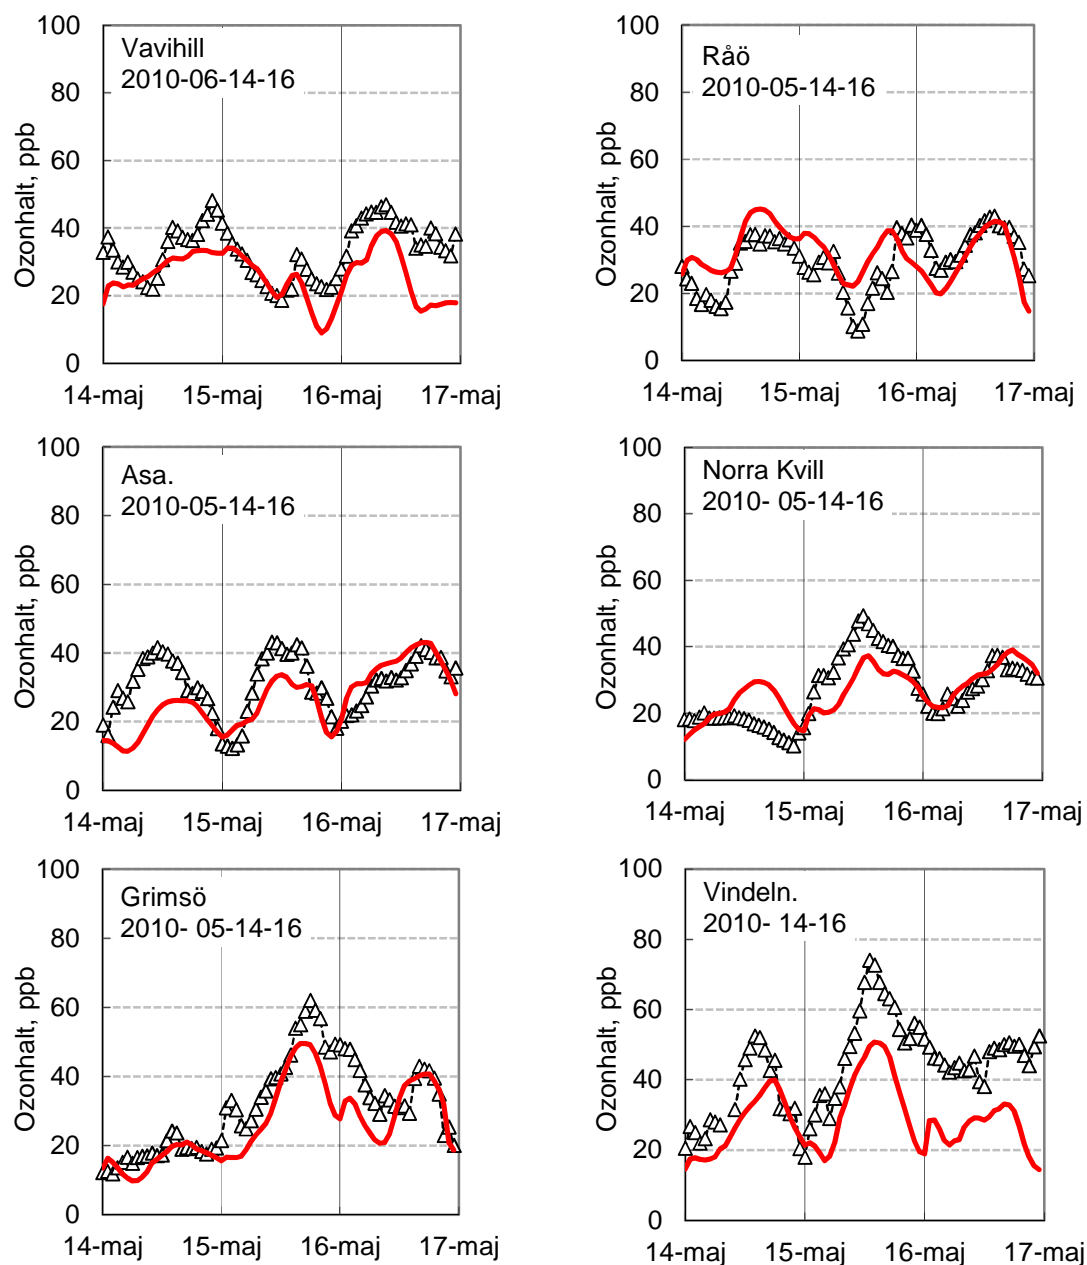 Vavihill
2010-06-14-16
Ozonhalt, ppb
100
80
60
40
20
0
14-maj
15-maj
16-maj
17-maj
Råö
2010-05-14-16
Ozonhalt, ppb
100
80
60
40
20
0
14-maj
15-maj
16-maj
17-maj
Asa.
2010-05-14-16
Ozonhalt, ppb
100
80
60
40
20
0
14-maj
15-maj
16-maj
17-maj
Norra Kvill
2010- 05-14-16
Ozonhalt, ppb
100
80
60
40
20
0
14-maj
15-maj
16-maj
17-maj
Grimsö
2010- 05-14-16
Ozonhalt, ppb
100
80
60
40
20
0
14-maj
15-maj
16-maj
17-maj
Vindeln.
2010- 14-16
Ozonhalt, ppb
100
80
60
40
20
0
14-maj
15-maj
16-maj
17-maj